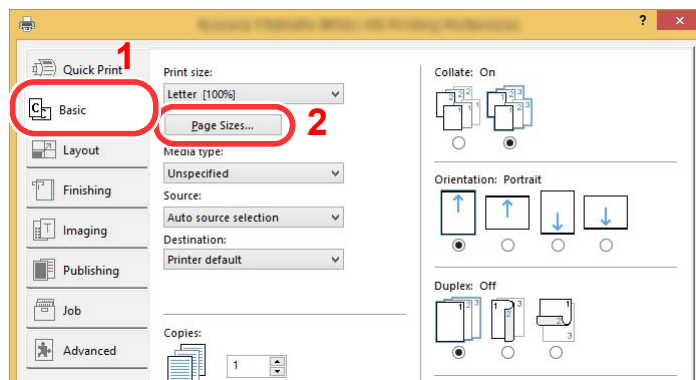 ? ×
1
Quick Print
Basic
Layout
Finishing
Imaging
Publishing
Job
Advanced
Print size:
Letter [100%]
Page Sizes...
2
Media type:
Unspecified
Source:
Auto source selection
Destination:
Printer default
Copies:
1
Collate: On
Orientation: Portrait
Duplex: Off